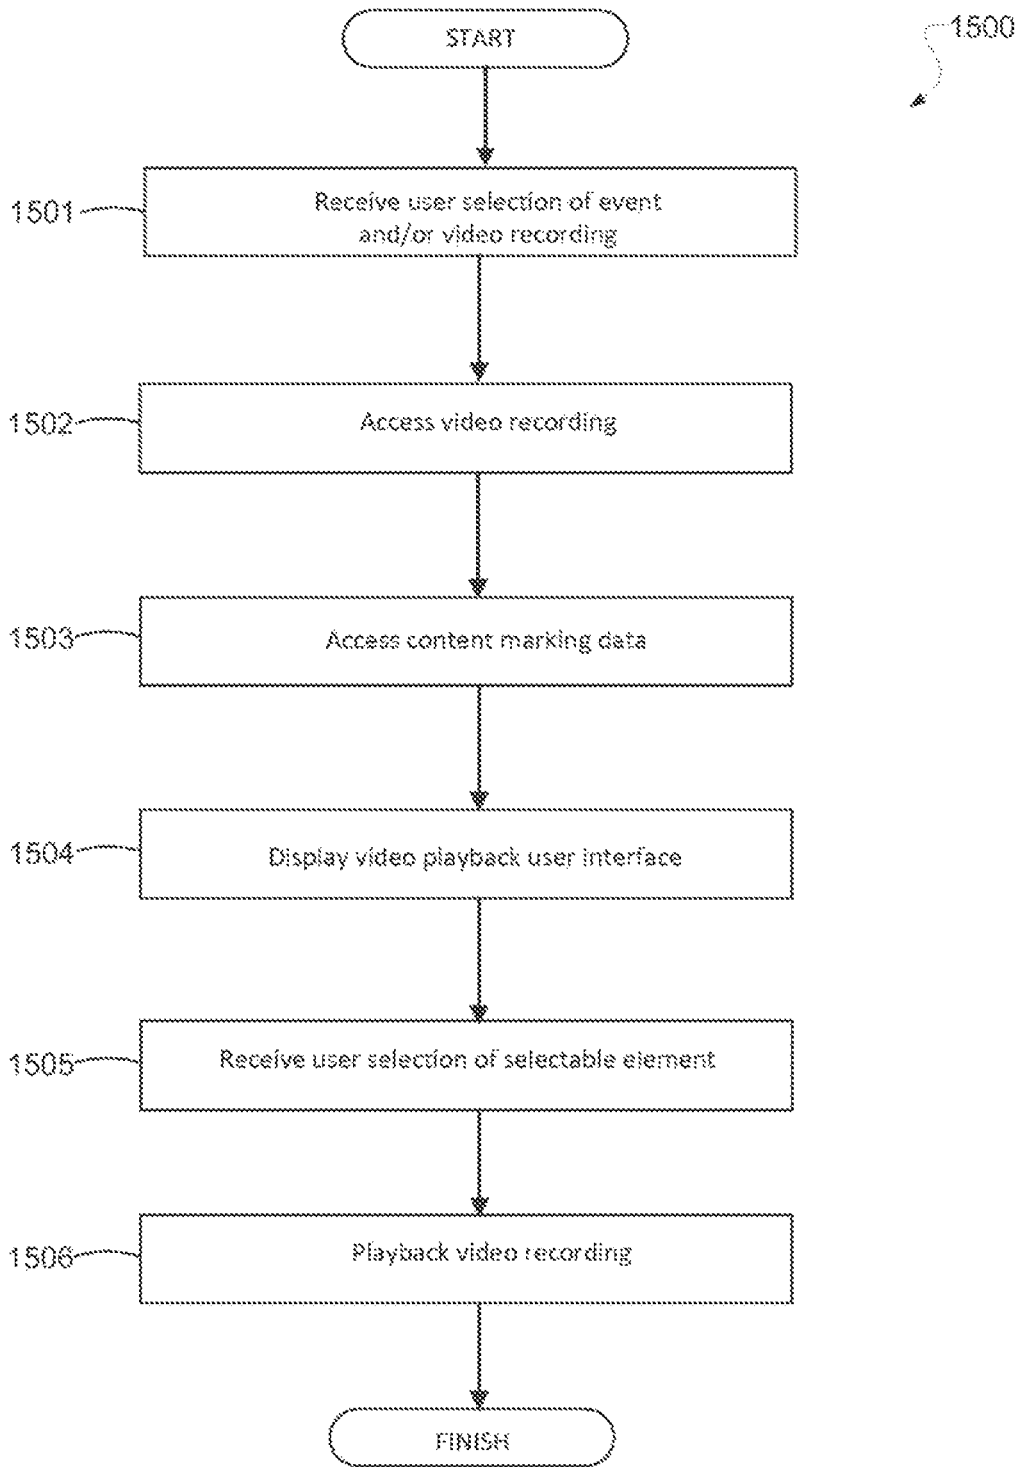 START
1500
1501
Receive user selection of event
and/or video recording
1502
Access video recording
1503
Access content marking data
1504
Display video playback user interface
1505
Receive user selection of selectable element
1506
Playback video recording
FINISH